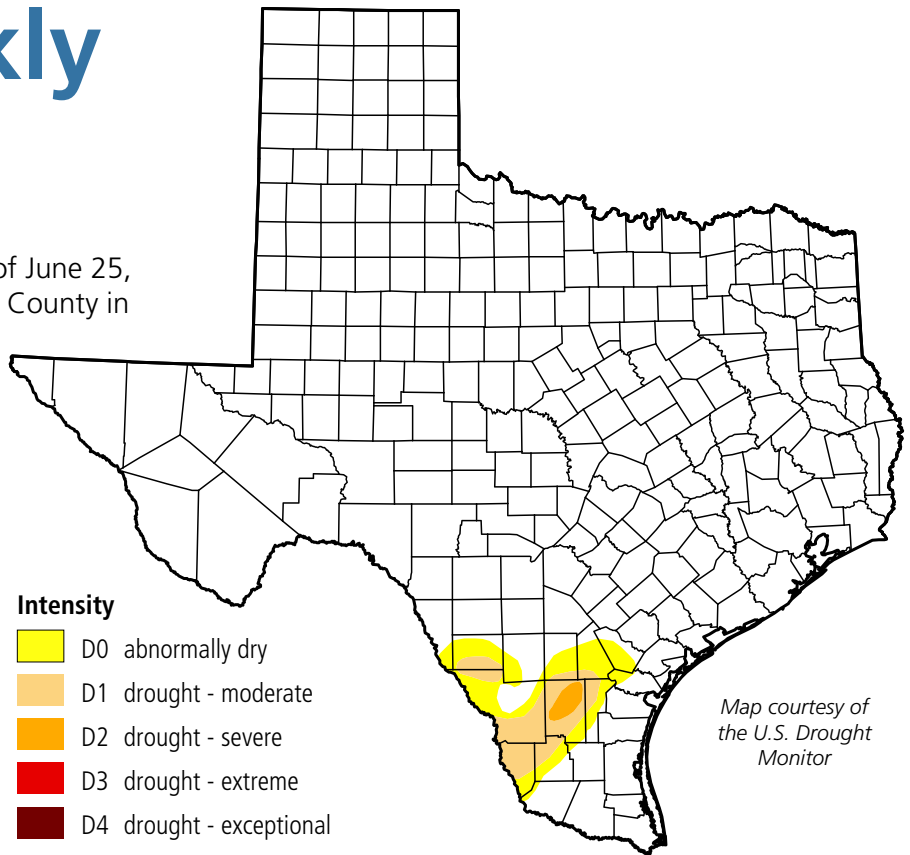 kly
of June 25,
County in
Intensity
D0 abnormally dry
D1 drought - moderate
D2 drought - severe
D3 drought - extreme
D4 drought - exceptional
Map courtesy of
the U.S. Drought
Monitor